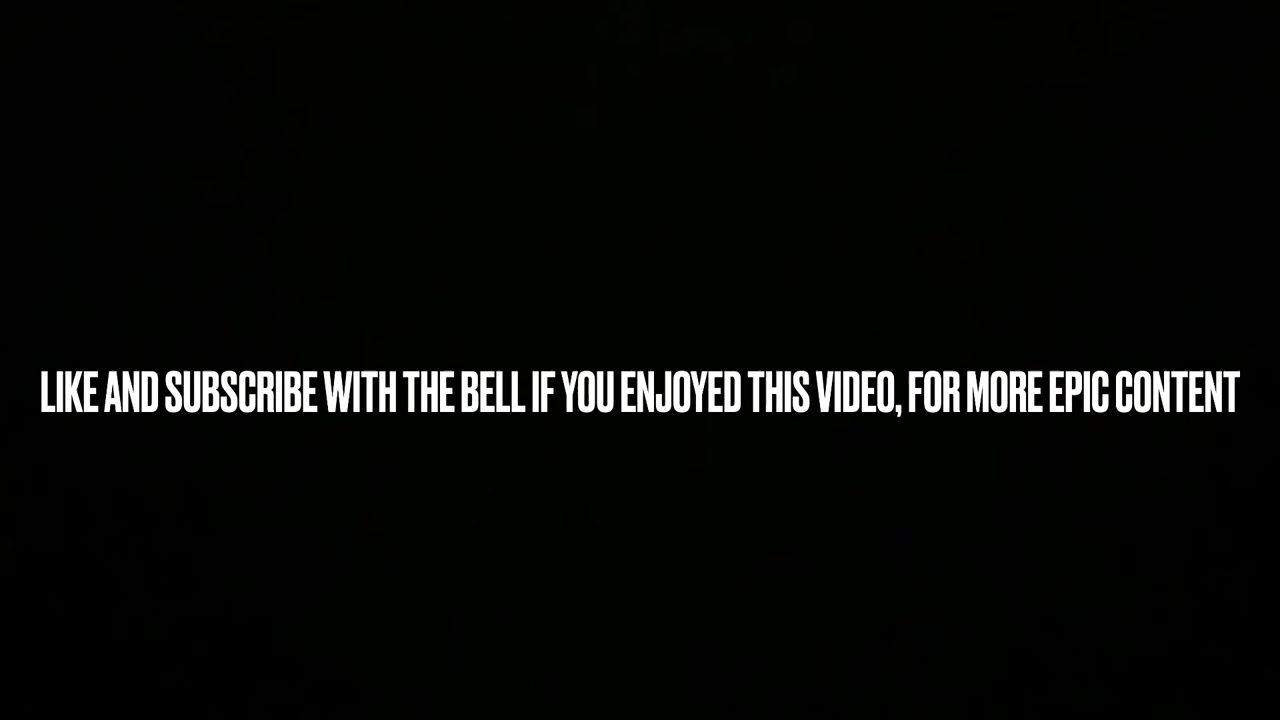 LIKE AND SUBSCRIBE WITH THE BELL IF YOU ENJOYED THIS VIDEO, FOR MORE EPIC CONTENT